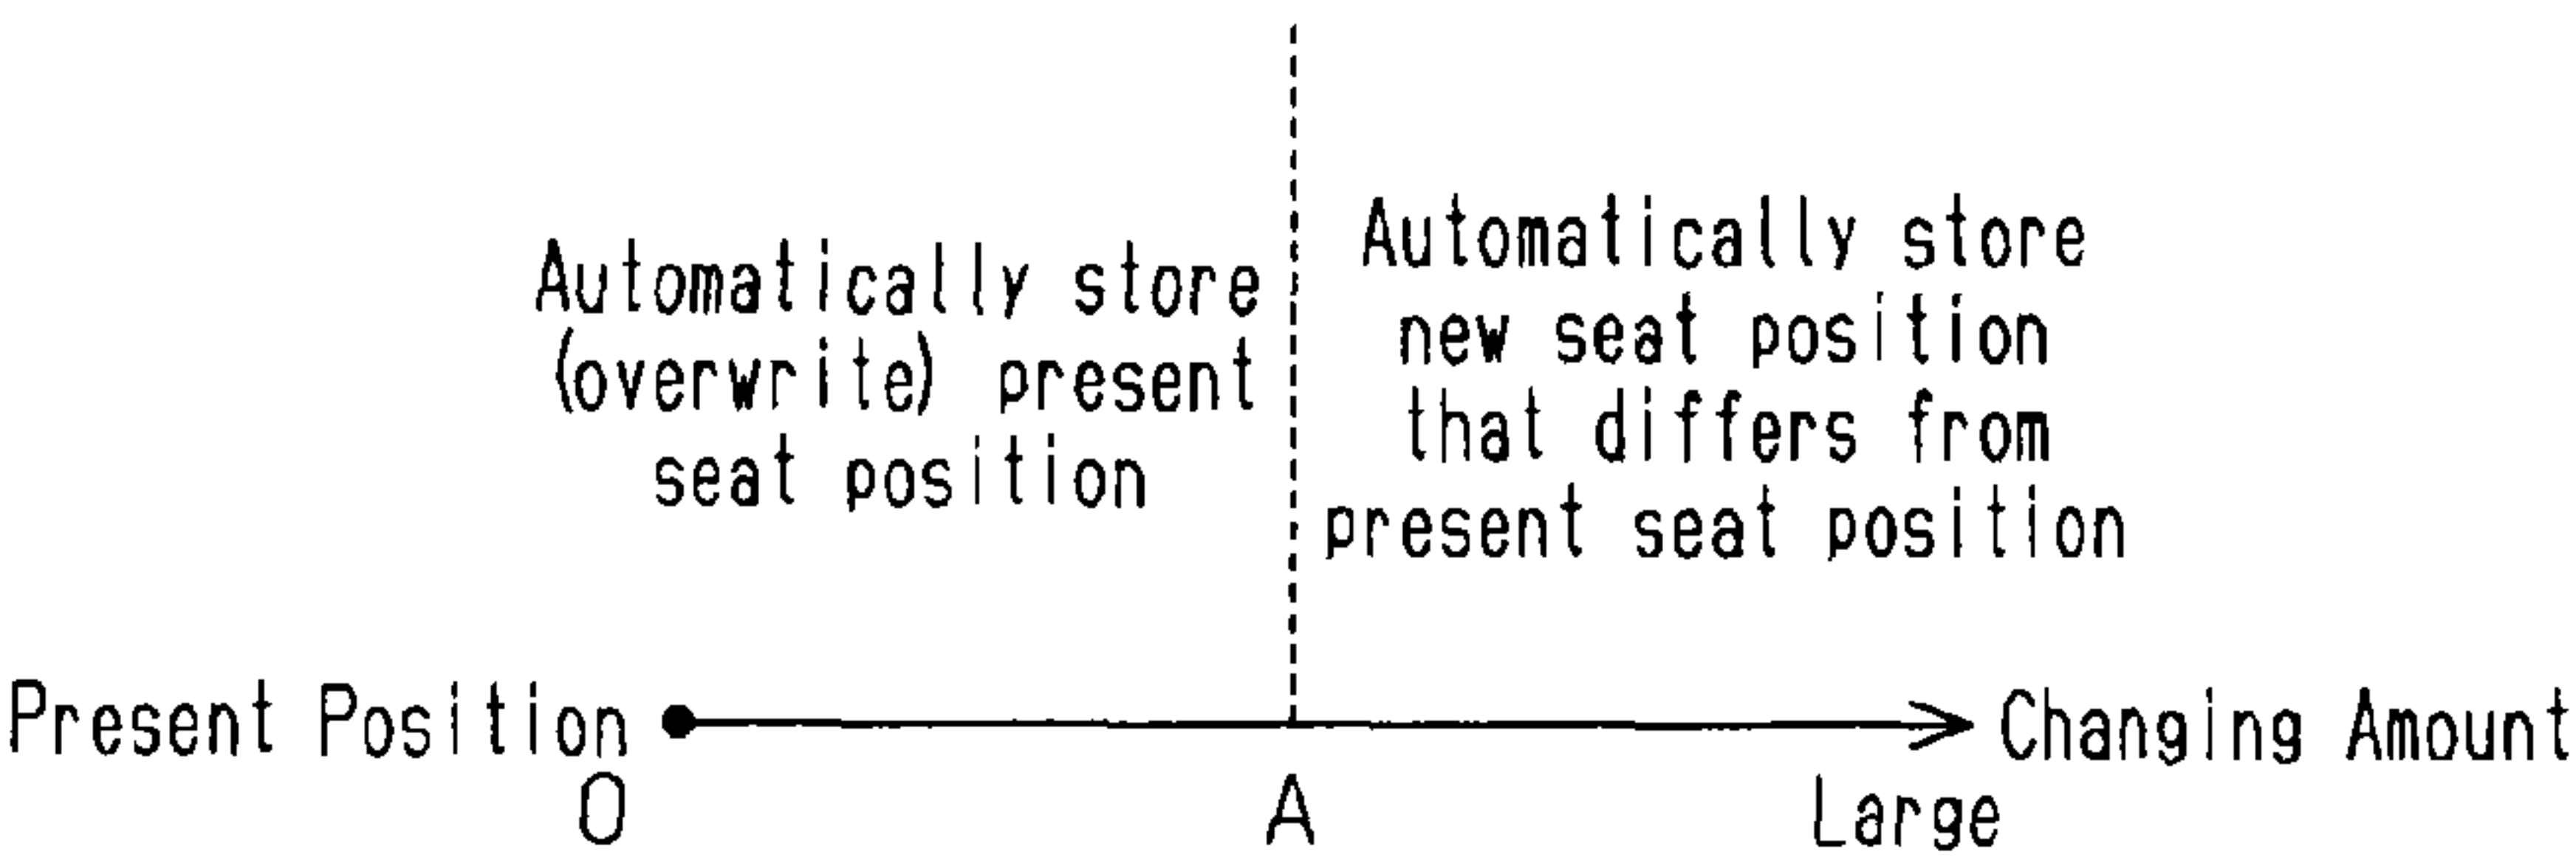 Automatically store
(overwrite) present
seat position
Automatically store
new seat position
that differs from
present seat position
Present Position
0
A
Changing Amount
Large